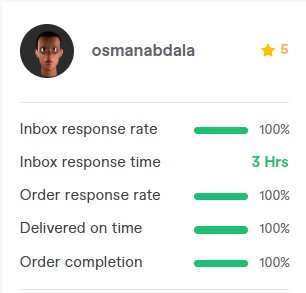 osmanabdala 5
Inbox response rate 100%
Inbox response time 3 Hrs
Order response rate 100%
Delivered on time 100%
Order completion 100%